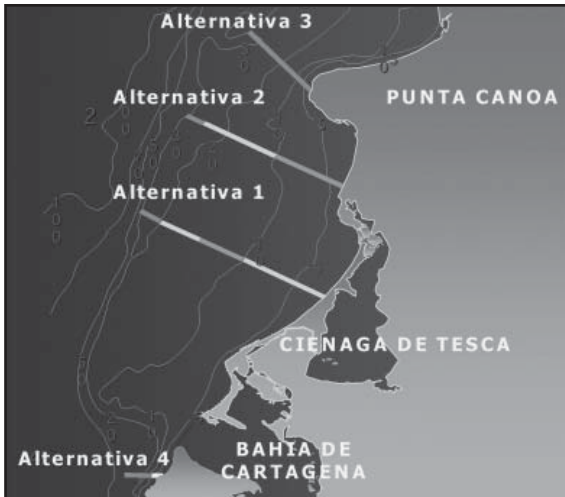 Alternativa 3
PUNTA CANOA
Alternativa 2
Alternativa 1
CIENAGA DE TESCA
Alternativa 4
BAHIA DE
CARTAGENA